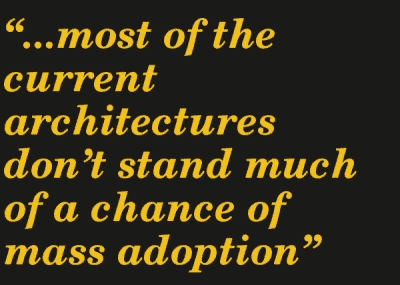 “...most of the
current
architectures
don’t stand much
of a chance of
mass adoption”